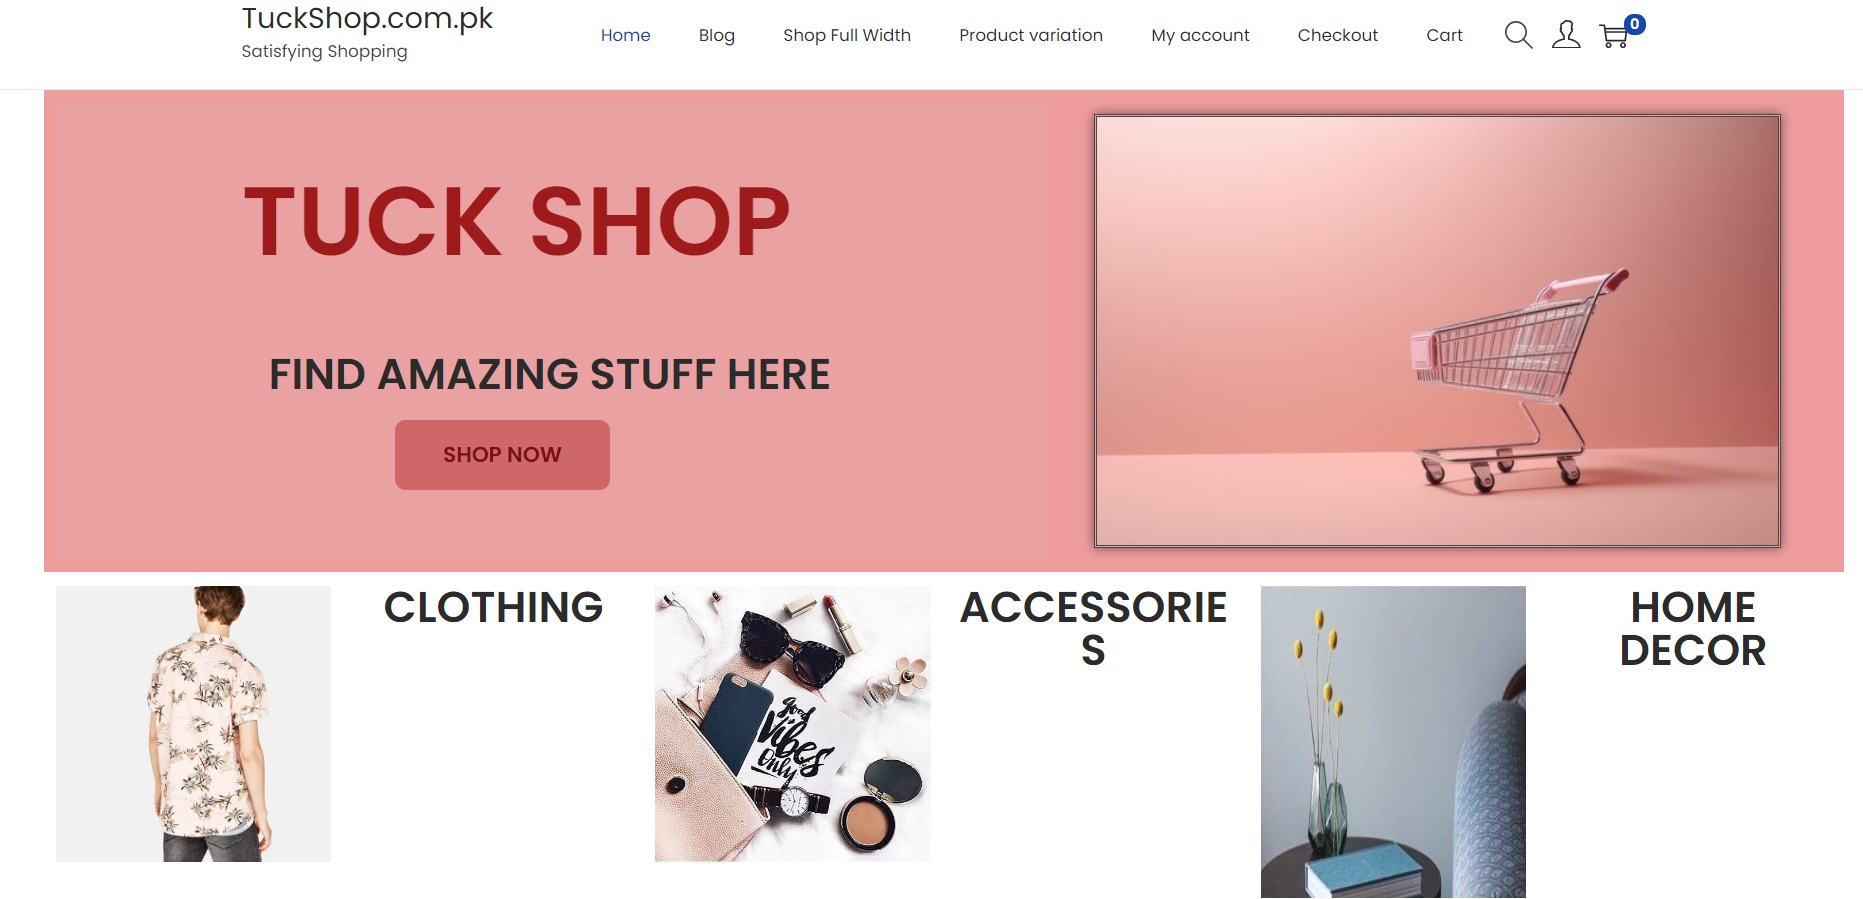 TuckShop.com.pk
Satisfying Shopping
Home
Blog
Shop Full Width
Product variation
My account
Checkout
Cart
0
TUCK SHOP
FIND AMAZING STUFF HERE
SHOP NOW
CLOTHING
good
Vibes
Only
ACCESSORIE
S
HOME
DECOR